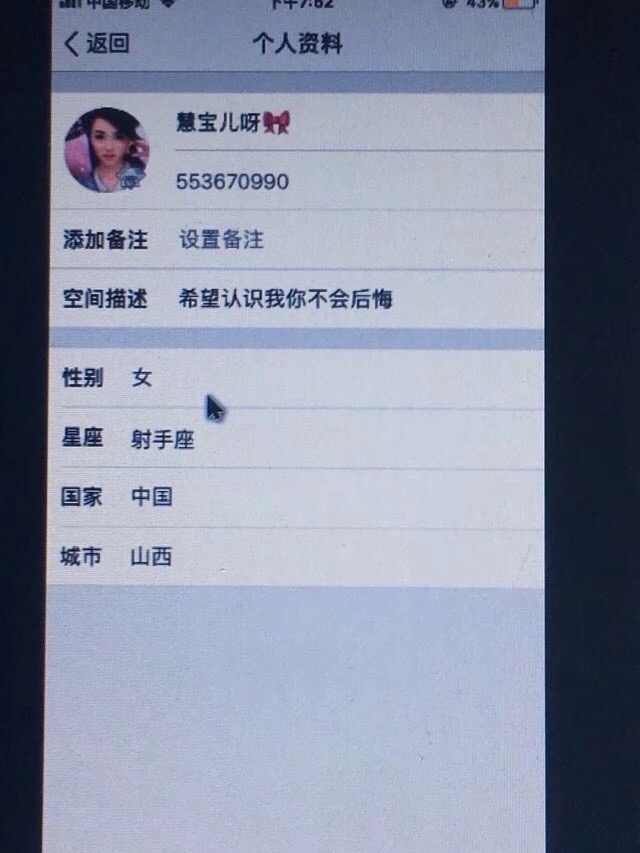 中国移动 下午7:52 43%
返回 个人资料
慧宝儿呀
553670990
添加备注 设置备注
空间描述 希望认识我你不会后悔
性别 女
星座 射手座
国家 中国
城市 山西